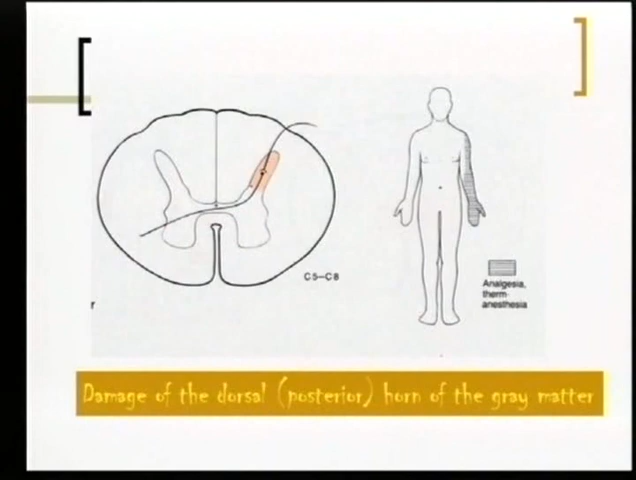 C5-C8
r
Analgesia,
therm-
anesthesia
Damage of the dorsal (posterior) horn of the gray matter